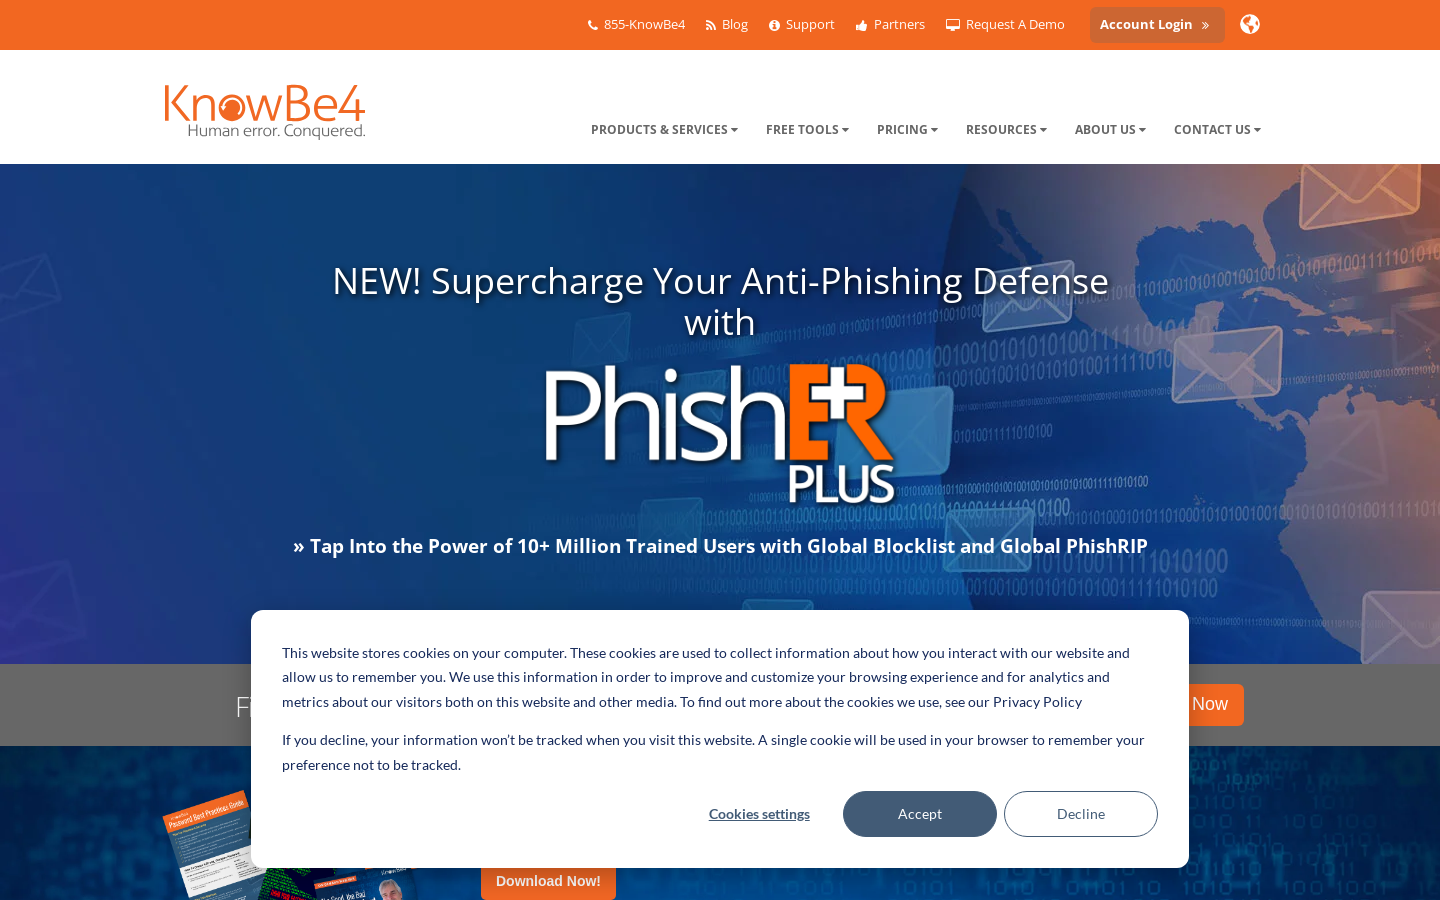 855-KnowBe4 Blog Support Partners Request A Demo Account Login »
KnowBe4
Human error. Conquered.
PRODUCTS & SERVICES FREE TOOLS PRICING RESOURCES ABOUT US CONTACT US
NEW! Supercharge Your Anti-Phishing Defense
with
PhishER
PLUS
» Tap Into the Power of 10+ Million Trained Users with Global Blocklist and Global PhishRIP
This website stores cookies on your computer. These cookies are used to collect information about how you interact with our website and
allow us to remember you. We use this information in order to improve and customize your browsing experience and for analytics and
metrics about our visitors both on this website and other media. To find out more about the cookies we use, see our Privacy Policy
Now
If you decline, your information won’t be tracked when you visit this website. A single cookie will be used in your browser to remember your
preference not to be tracked.
Cookies settings Accept Decline
Password Best Practices Guide
KnowBe4
Download Now!